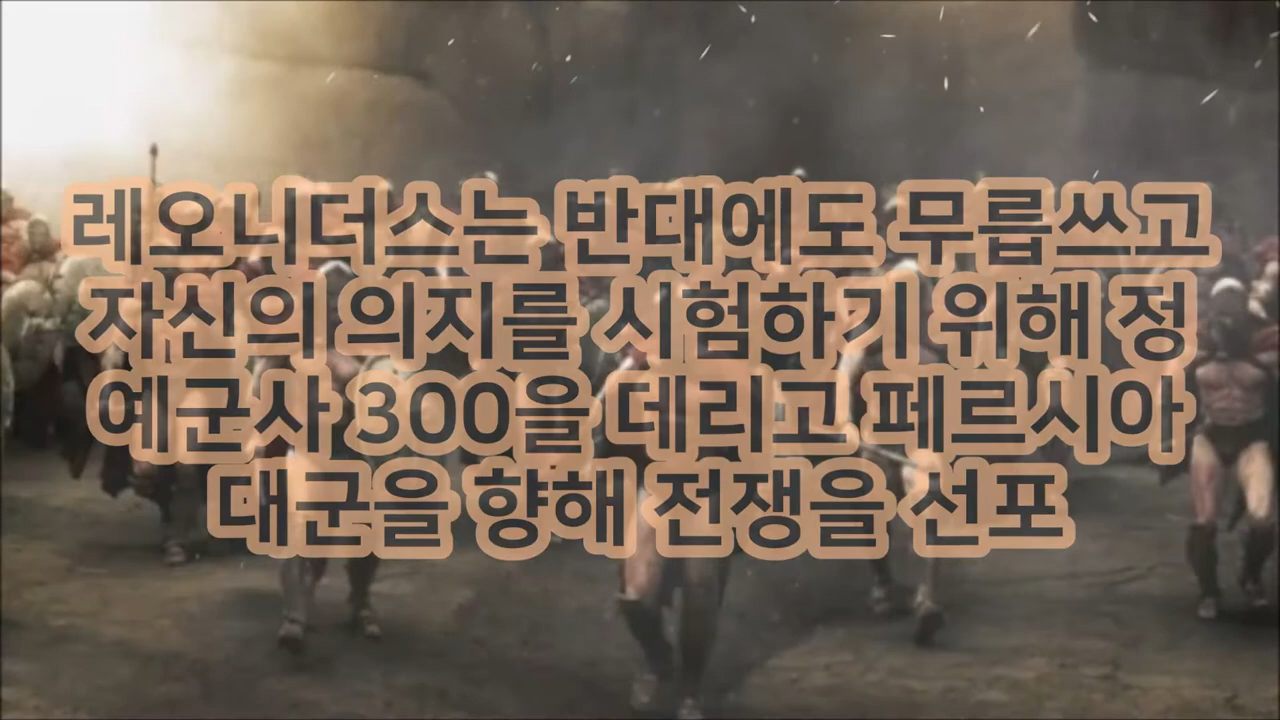 레오니더스는 반대에도 무릅쓰고
자신의 의지를 시험하기 위해 정
예군사 300을 데리고 페르시아
대군을 향해 전쟁을 선포